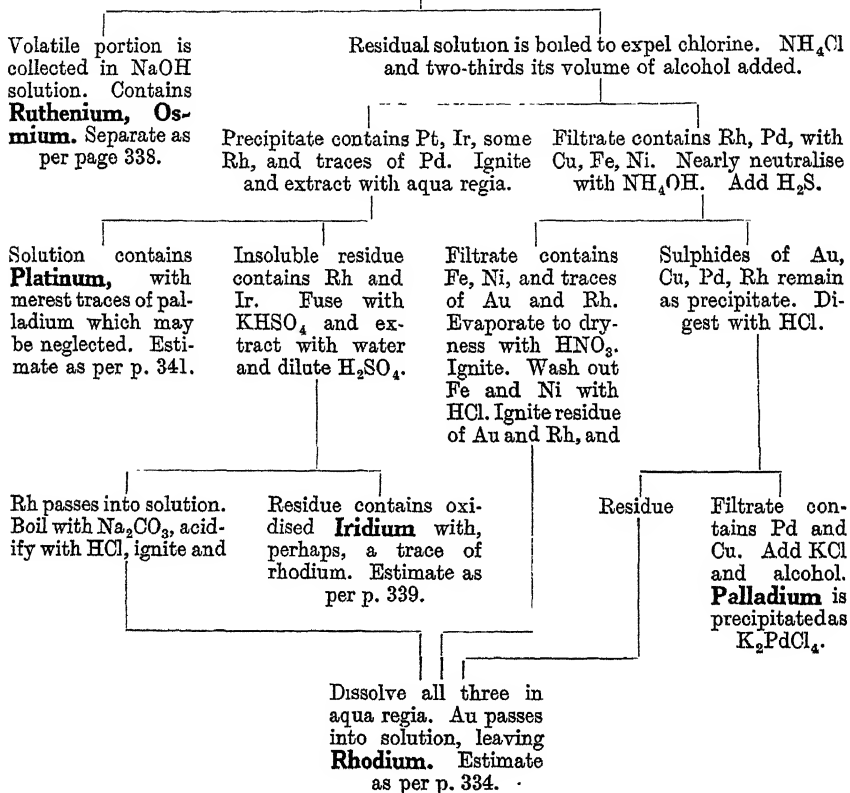 Volatile portion is
collected in NaOH
solution. Contains
Ruthenium, Os-
mium. Separate as
per page 338.
Residual solution is boiled to expel chlorine. NH₄Cl
and two-thirds its volume of alcohol added.
Precipitate contains Pt, Ir, some
Rh, and traces of Pd. Ignite
and extract with aqua regia.
Filtrate contains Rh, Pd, with
Cu, Fe, Ni. Nearly neutralise
with NH₄OH. Add H₂S.
Solution contains
Platinum, with
merest traces of pal-
ladium which may
be neglected. Esti-
mate as per p. 341.
Insoluble residue
contains Rh and
Ir. Fuse with
KHSO₄ and ex-
tract with water
and dilute H₂SO₄.
Filtrate contains
Fe, Ni, and traces
of Au and Rh.
Evaporate to dry-
ness with HNO₃.
Ignite. Wash out
Fe and Ni with
HCl. Ignite residue
of Au and Rh, and
Sulphides of Au,
Cu, Pd, Rh remain
as precipitate. Di-
gest with HCl.
Rh passes into solution.
Boil with Na₂CO₃, acid-
ify with HCl, ignite and
Residue contains oxi-
dised Iridium with,
perhaps, a trace of
rhodium. Estimate as
per p. 339.
Residue
Filtrate con-
tains Pd and
Cu. Add KCl
and alcohol.
Palladium is
precipitated as
K₂PdCl₄.
Dissolve all three in
aqua regia. Au passes
into solution, leaving
Rhodium. Estimate
as per p. 334.